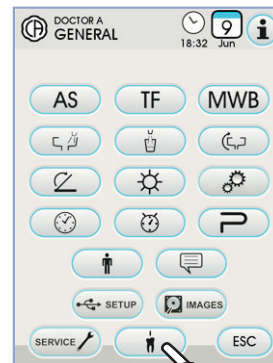 DOCTOR A
GENERAL
18:32
9
Jun
i
AS
TF
MWB
SETUP
IMAGES
SERVICE
ESC